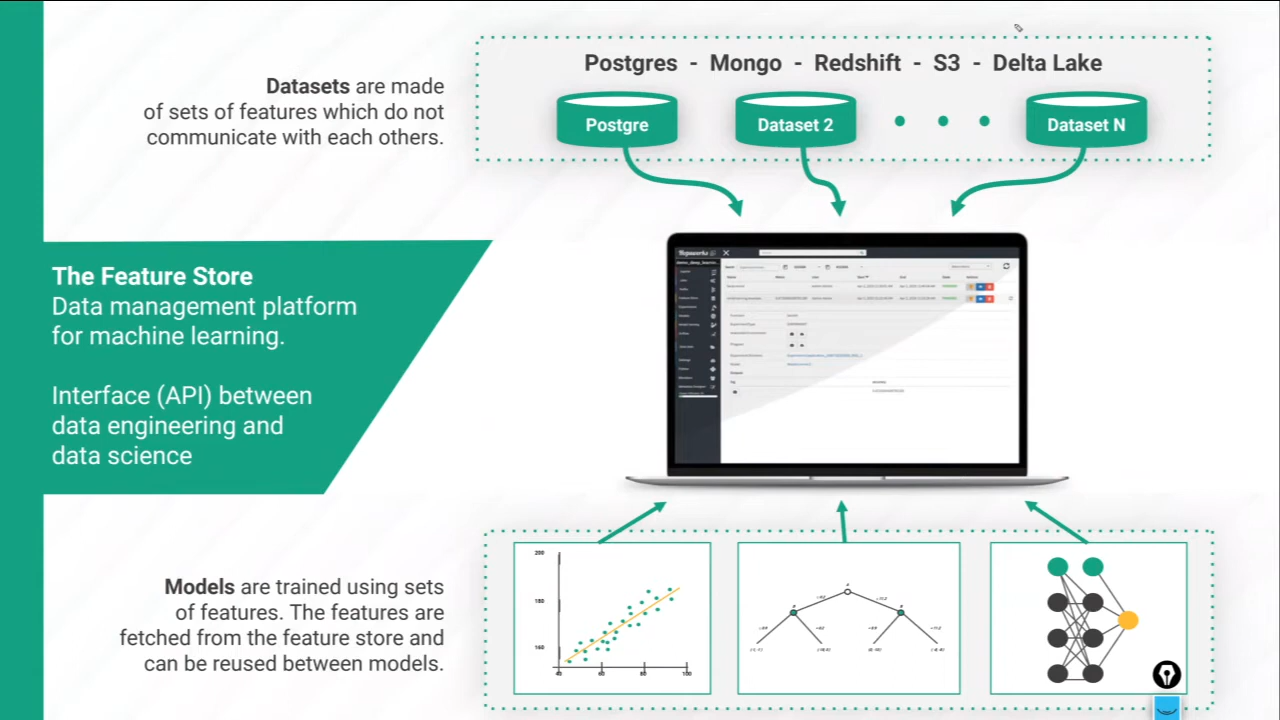 Postgres - Mongo - Redshift - S3 - Delta Lake
Datasets are made
of sets of features which do not
communicate with each others.
Postgre
Dataset 2
Dataset N
The Feature Store
Data management platform
for machine learning.
Interface (API) between
data engineering and
data science
Hopsworks
Models are trained using sets
of features. The features are
fetched from the feature store and
can be reused between models.
200
180
160
40
60
80
100